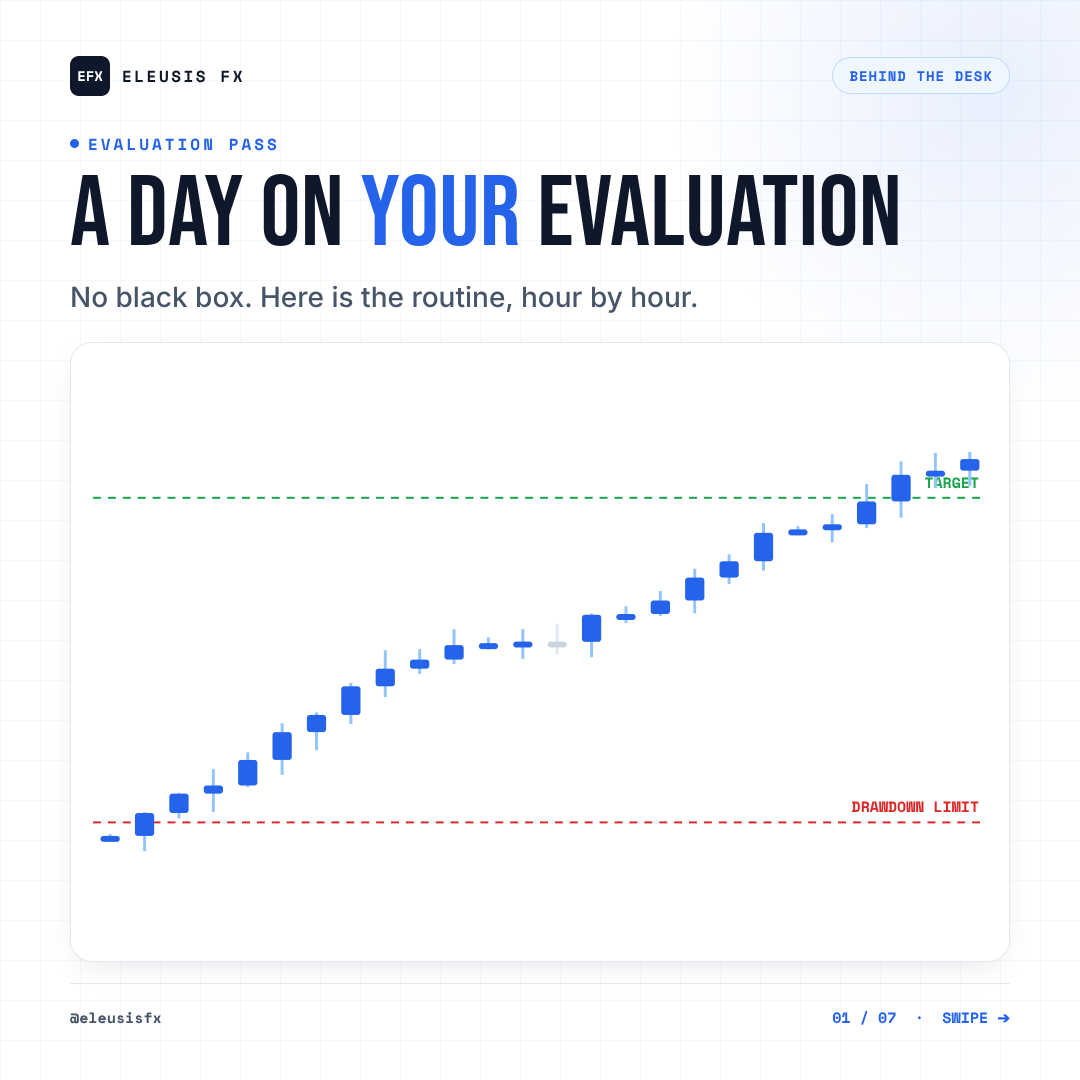 EFX ELEUSIS FX
BEHIND THE DESK
EVALUATION PASS
A DAY ON YOUR EVALUATION
No black box. Here is the routine, hour by hour.
TARGET
DRAWDOWN LIMIT
@eleusisfx
01 / 07 · SWIPE ➔